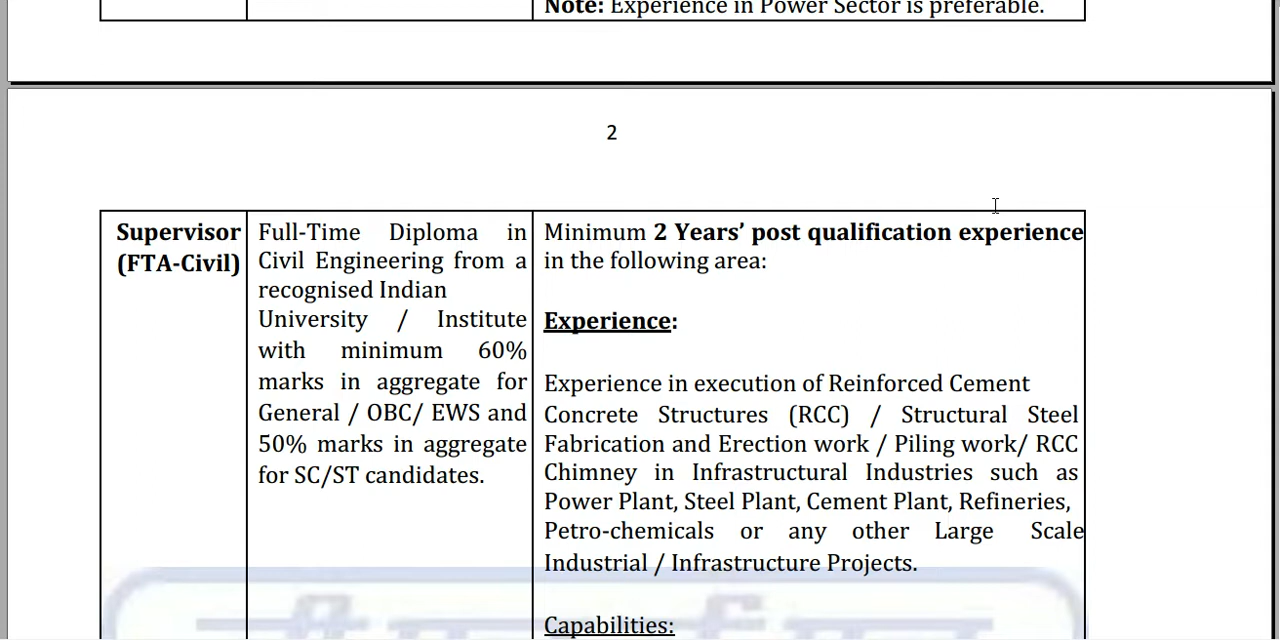 Note: Experience in Power Sector is preferable.
2
Supervisor
(FTA-Civil)
Full-Time Diploma in
Civil Engineering from a
recognised Indian
University / Institute
with minimum 60%
marks in aggregate for
General / OBC/ EWS and
50% marks in aggregate
for SC/ST candidates.
Minimum 2 Years’ post qualification experience
in the following area:
Experience:
Experience in execution of Reinforced Cement
Concrete Structures (RCC) / Structural Steel
Fabrication and Erection work / Piling work/ RCC
Chimney in Infrastructural Industries such as
Power Plant, Steel Plant, Cement Plant, Refineries,
Petro-chemicals or any other Large Scale
Industrial / Infrastructure Projects.
Capabilities: